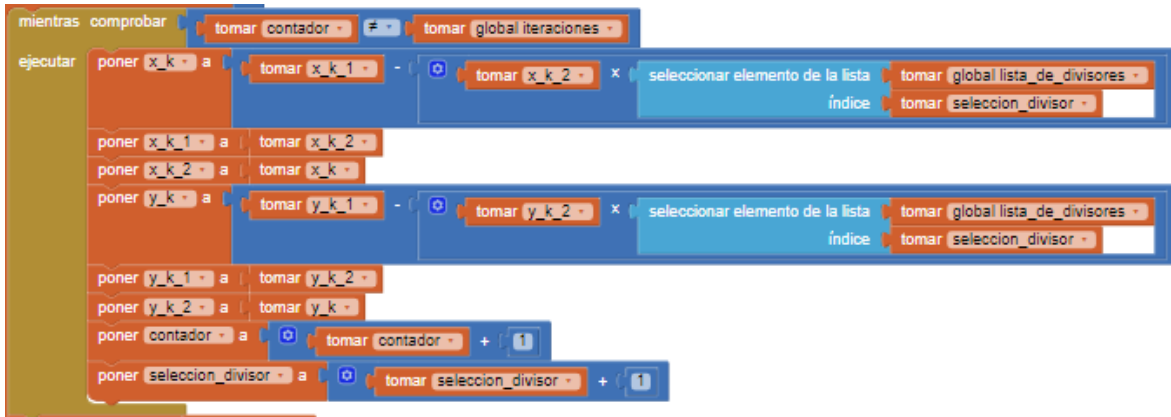 mientras comprobar tomar contador ≠ tomar global iteraciones
ejecutar poner x_k a tomar x_k_1 - tomar x_k_2 × seleccionar elemento de la lista tomar global lista_de_divisores
índice tomar seleccion_divisor
poner x_k_1 a tomar x_k_2
poner x_k_2 a tomar x_k
poner y_k a tomar y_k_1 - tomar y_k_2 × seleccionar elemento de la lista tomar global lista_de_divisores
índice tomar seleccion_divisor
poner y_k_1 a tomar y_k_2
poner y_k_2 a tomar y_k
poner contador a tomar contador + 1
poner seleccion_divisor a tomar seleccion_divisor + 1